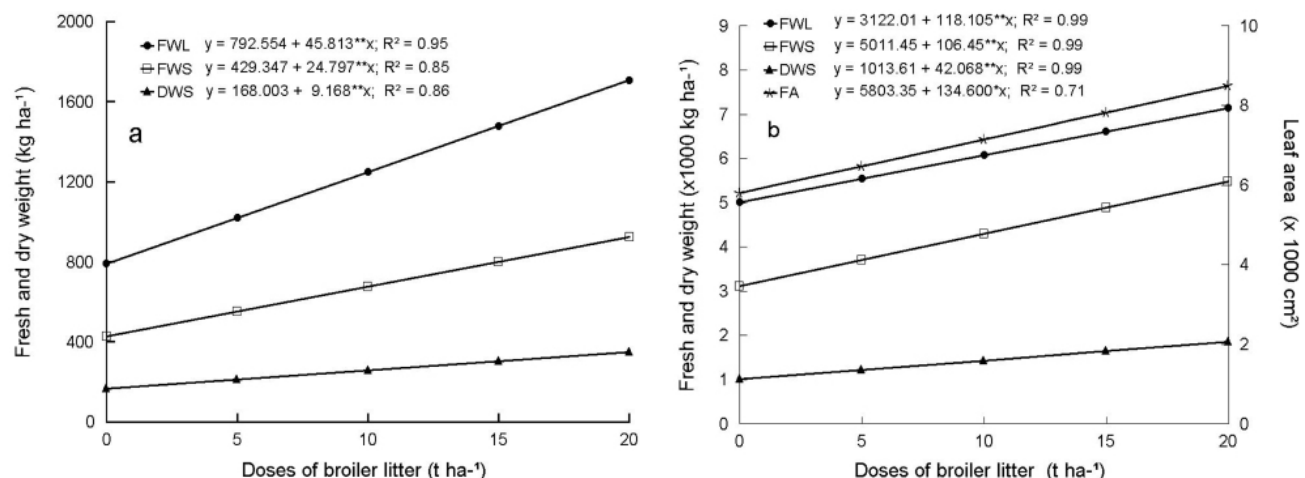 2000
1600
1200
800
400
0
Fresh and dry weight (kg ha⁻¹)
FWL y = 792.554 + 45.813**x; R² = 0.95
FWS y = 429.347 + 24.797**x; R² = 0.85
DWS y = 168.003 + 9.168**x; R² = 0.86
a
0 5 10 15 20
Doses of broiler litter (t ha⁻¹)
9
8
7
6
5
4
3
2
1
0
Fresh and dry weight (x1000 kg ha⁻¹)
FWL y = 3122.01 + 118.105**x; R² = 0.99
FWS y = 5011.45 + 106.45**x; R² = 0.99
DWS y = 1013.61 + 42.068**x; R² = 0.99
FA y = 5803.35 + 134.600*x; R² = 0.71
b
10
8
6
4
2
0
Leaf area (x 1000 cm²)
0 5 10 15 20
Doses of broiler litter (t ha⁻¹)